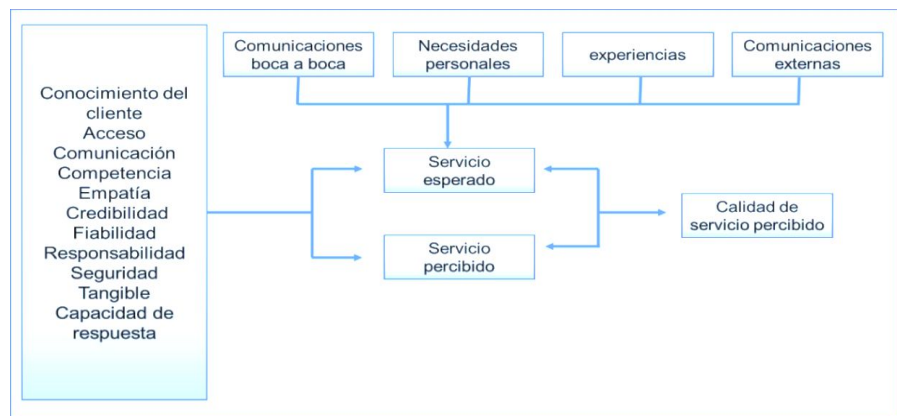 Conocimiento del
cliente
Acceso
Comunicación
Competencia
Empatía
Credibilidad
Fiabilidad
Responsabilidad
Seguridad
Tangible
Capacidad de
respuesta
Comunicaciones
boca a boca
Necesidades
personales
experiencias
Comunicaciones
externas
Servicio
esperado
Servicio
percibido
Calidad de
servicio percibido